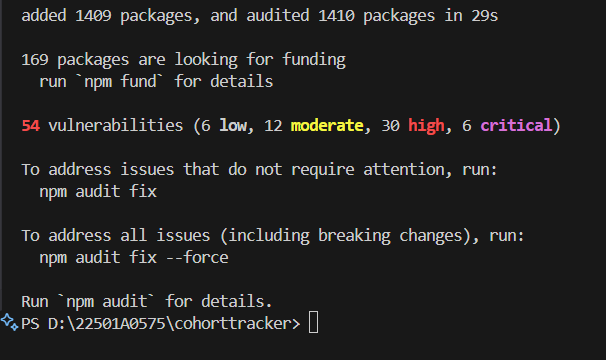 added 1409 packages, and audited 1410 packages in 29s
169 packages are looking for funding
run `npm fund` for details
54 vulnerabilities (6 low, 12 moderate, 30 high, 6 critical)
To address issues that do not require attention, run:
npm audit fix
To address all issues (including breaking changes), run:
npm audit fix --force
Run `npm audit` for details.
PS D:\22501A0575\cohorttracker>